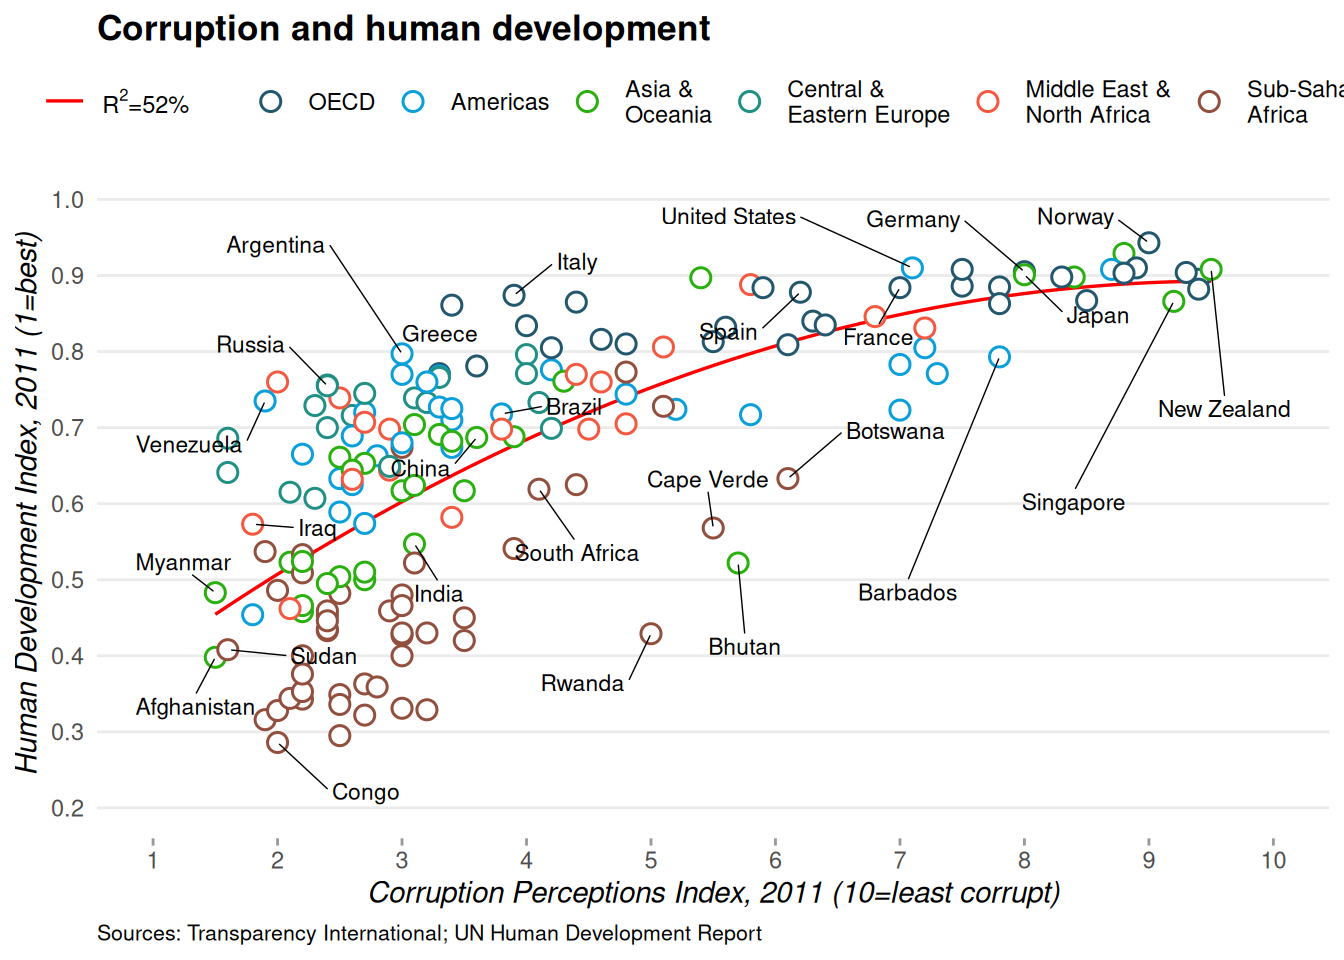 Corruption and human development
R2=52%
OECD
Americas
Asia &
Oceania
Central &
Eastern Europe
Middle East &
North Africa
Sub-Saha
Africa
Human Development Index, 2011 (1=best)
1.0
0.9
0.8
0.7
0.6
0.5
0.4
0.3
0.2
United States
Germany
Norway
Argentina
Italy
Greece
Russia
Spain
France
Japan
New Zealand
Brazil
Venezuela
Botswana
China
Cape Verde
Singapore
Iraq
South Africa
Myanmar
India
Barbados
Bhutan
Sudan
Rwanda
Afghanistan
Congo
1 2 3 4 5 6 7 8 9 10
Corruption Perceptions Index, 2011 (10=least corrupt)
Sources: Transparency International; UN Human Development Report